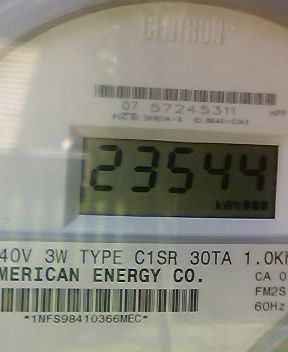 CENTRON
07 57245311
23544
kWh
40V 3W TYPE C1SR 30TA 1.0Kh
MERICAN ENERGY CO.
CA 0
FM2S
60Hz
*1NFS98410366MEC*